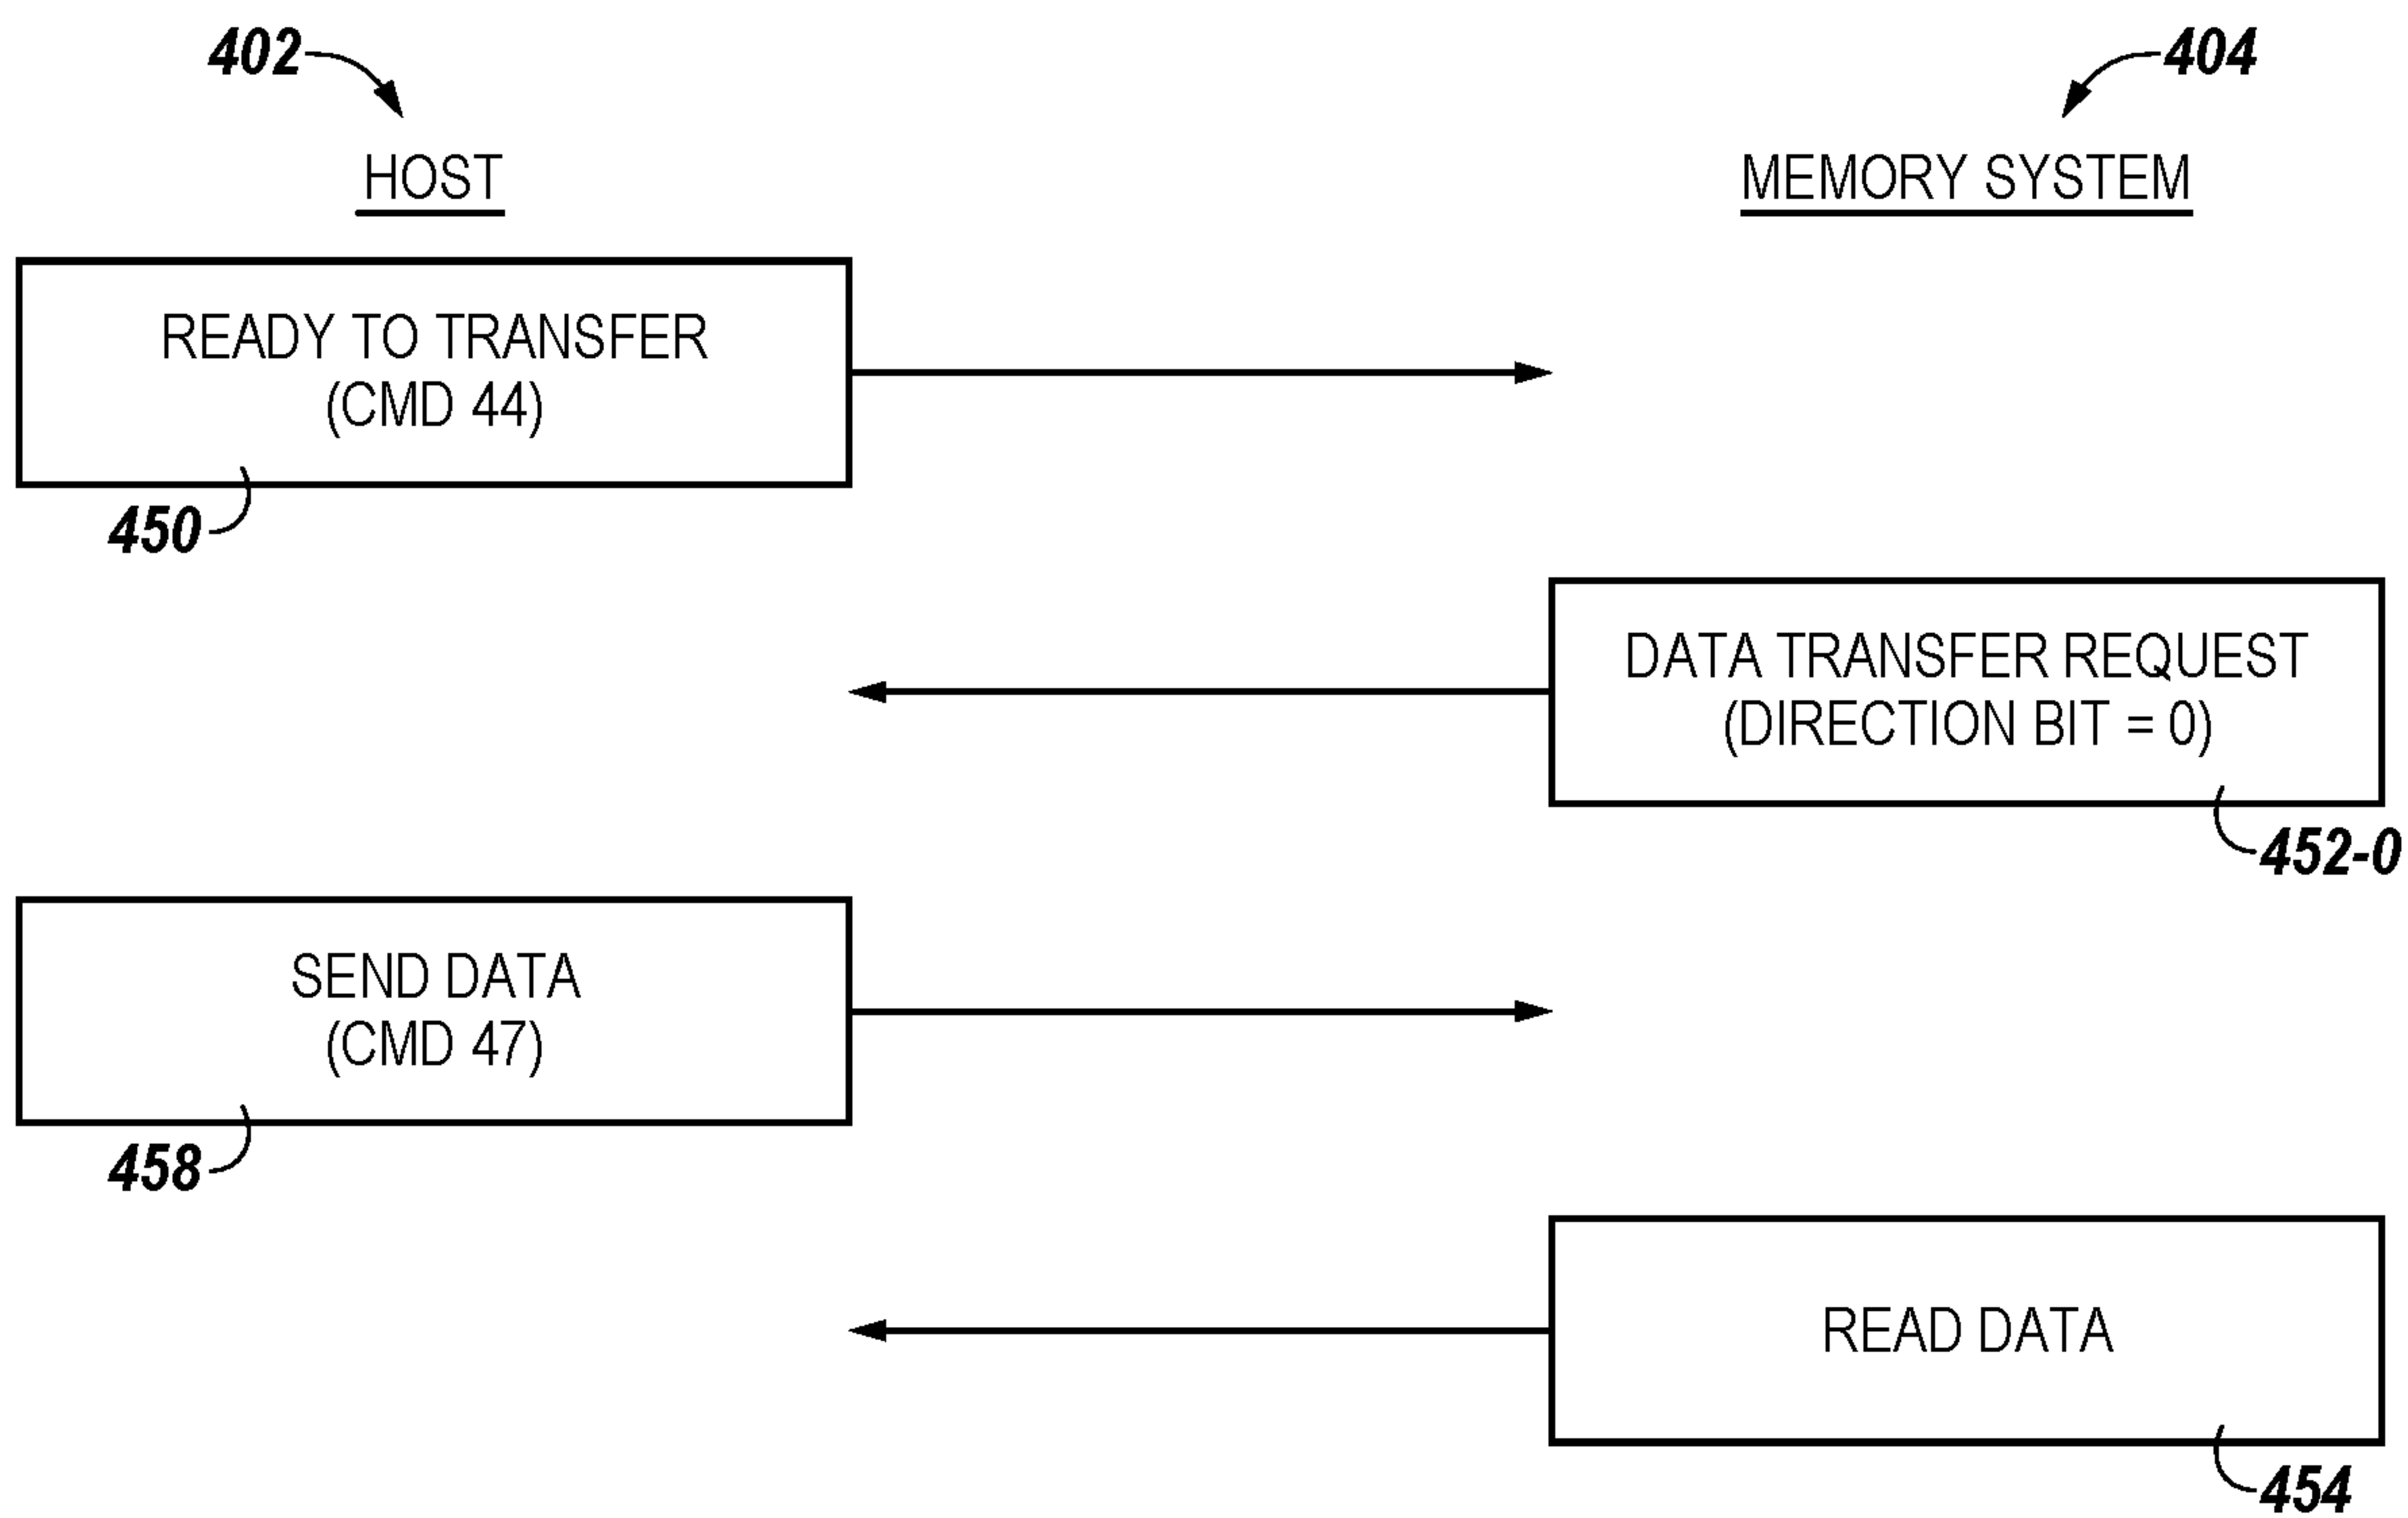 402
404
HOST
MEMORY SYSTEM
READY TO TRANSFER
(CMD 44)
450
DATA TRANSFER REQUEST
(DIRECTION BIT = 0)
452-0
SEND DATA
(CMD 47)
458
READ DATA
454